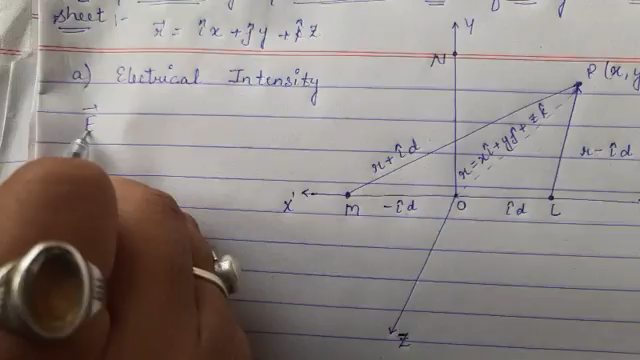 sheet :-
r⃗ = îx + ĵy + k̂z
a) Electrical Intensity
E⃗
Y
N
P (x, y
r + îd
r = xî + yĵ + zk̂
r - îd
X'
M
-îd
O
îd
L
Z